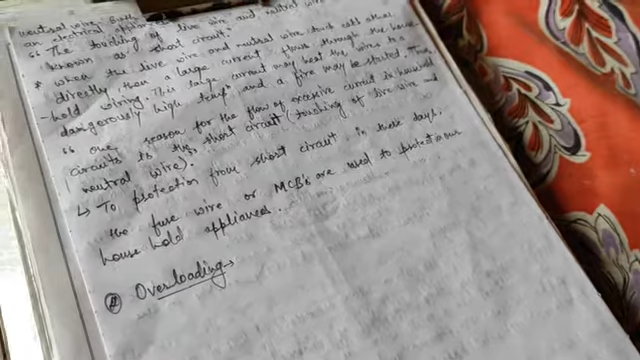 neutral wire both
an electrical appliance of live wire and neutral wire
" The touching of
known as short circuit"
* when the live wire and neutral wire touch each other
directly, then a large current flows through the house
-hold wiring. This large current may heat the wires to a
dangerously high temp and a fire may be started. Thus,
" One reason for the flow of excessive current in household
circuits is the short circuit (touching of live wire and
neutral wire).
↳ To protection from short circuit in these days,
the fuse wire or MCB's are used to protect our
house hold appliances.
Overloading→